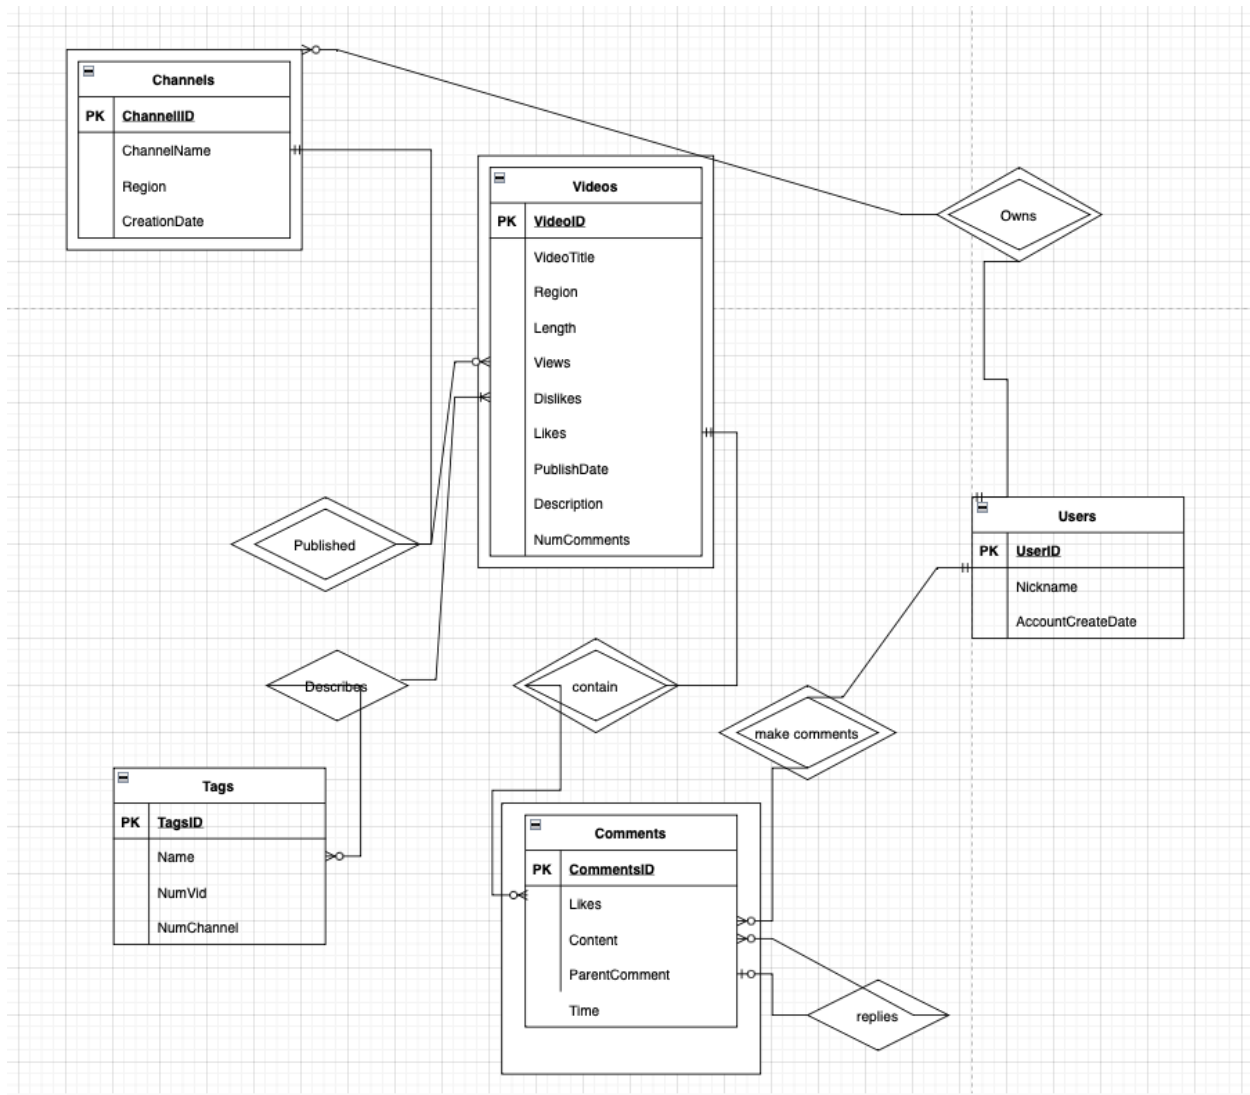 Channels
PK ChannelID
ChannelName
Region
CreationDate
Videos
PK VideoID
VideoTitle
Region
Length
Views
Dislikes
Likes
PublishDate
Description
NumComments
Owns
Published
Users
PK UserID
Nickname
AccountCreateDate
Describes
contain
make comments
Tags
PK TagsID
Name
NumVid
NumChannel
Comments
PK CommentsID
Likes
Content
ParentComment
Time
replies